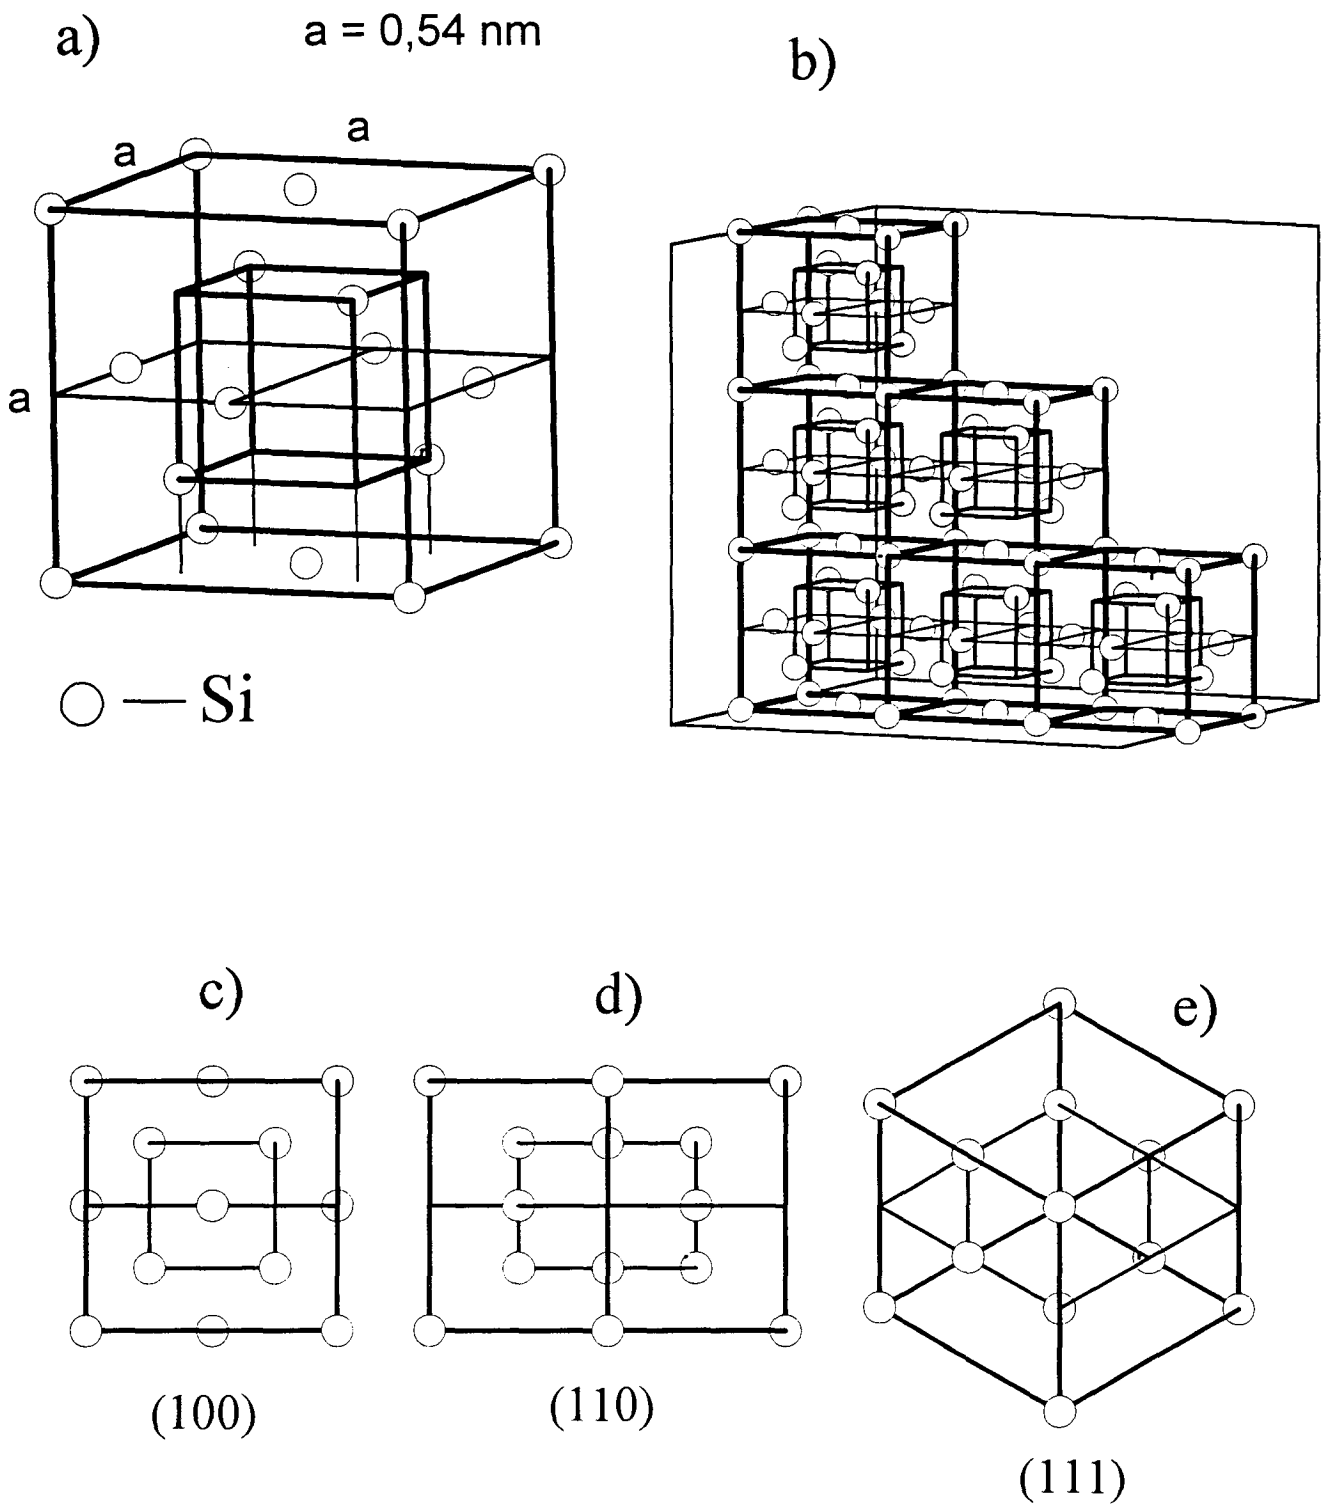 a)
a = 0,54 nm
b)
a
a
a
— Si
c)
d)
e)
(100)
(110)
(111)